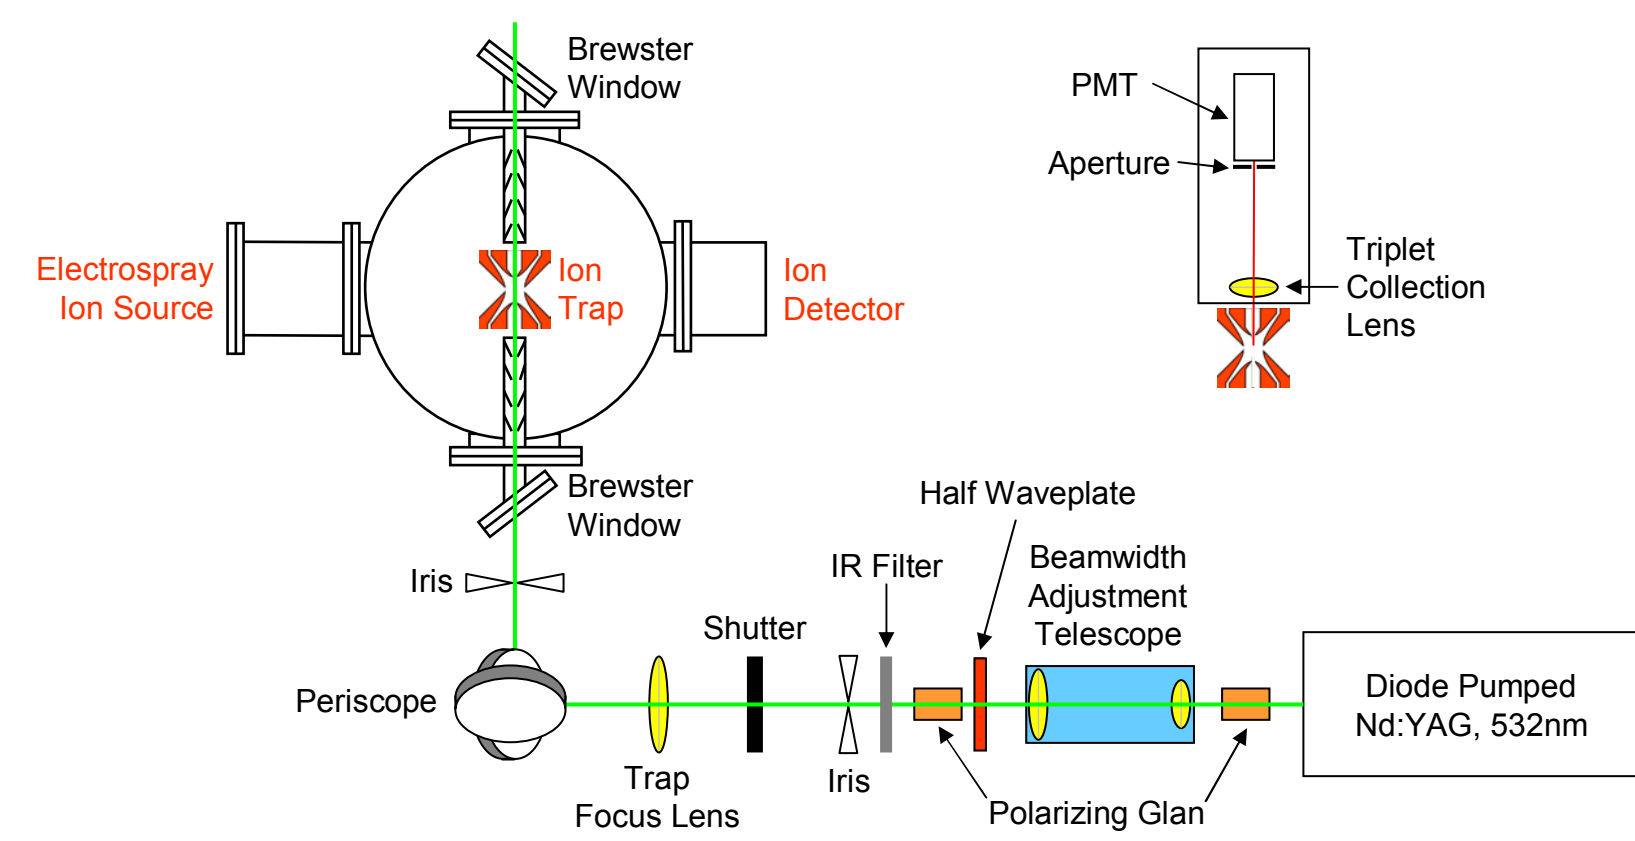 Brewster
Window
PMT
Aperture
Electrospray
Ion Source
Ion
Trap
Ion
Detector
Triplet
Collection
Lens
Brewster
Window
Half Waveplate
Iris
IR Filter
Beamwidth
Adjustment
Telescope
Shutter
Periscope
Diode Pumped
Nd:YAG, 532nm
Trap
Focus Lens
Iris
Polarizing Glan